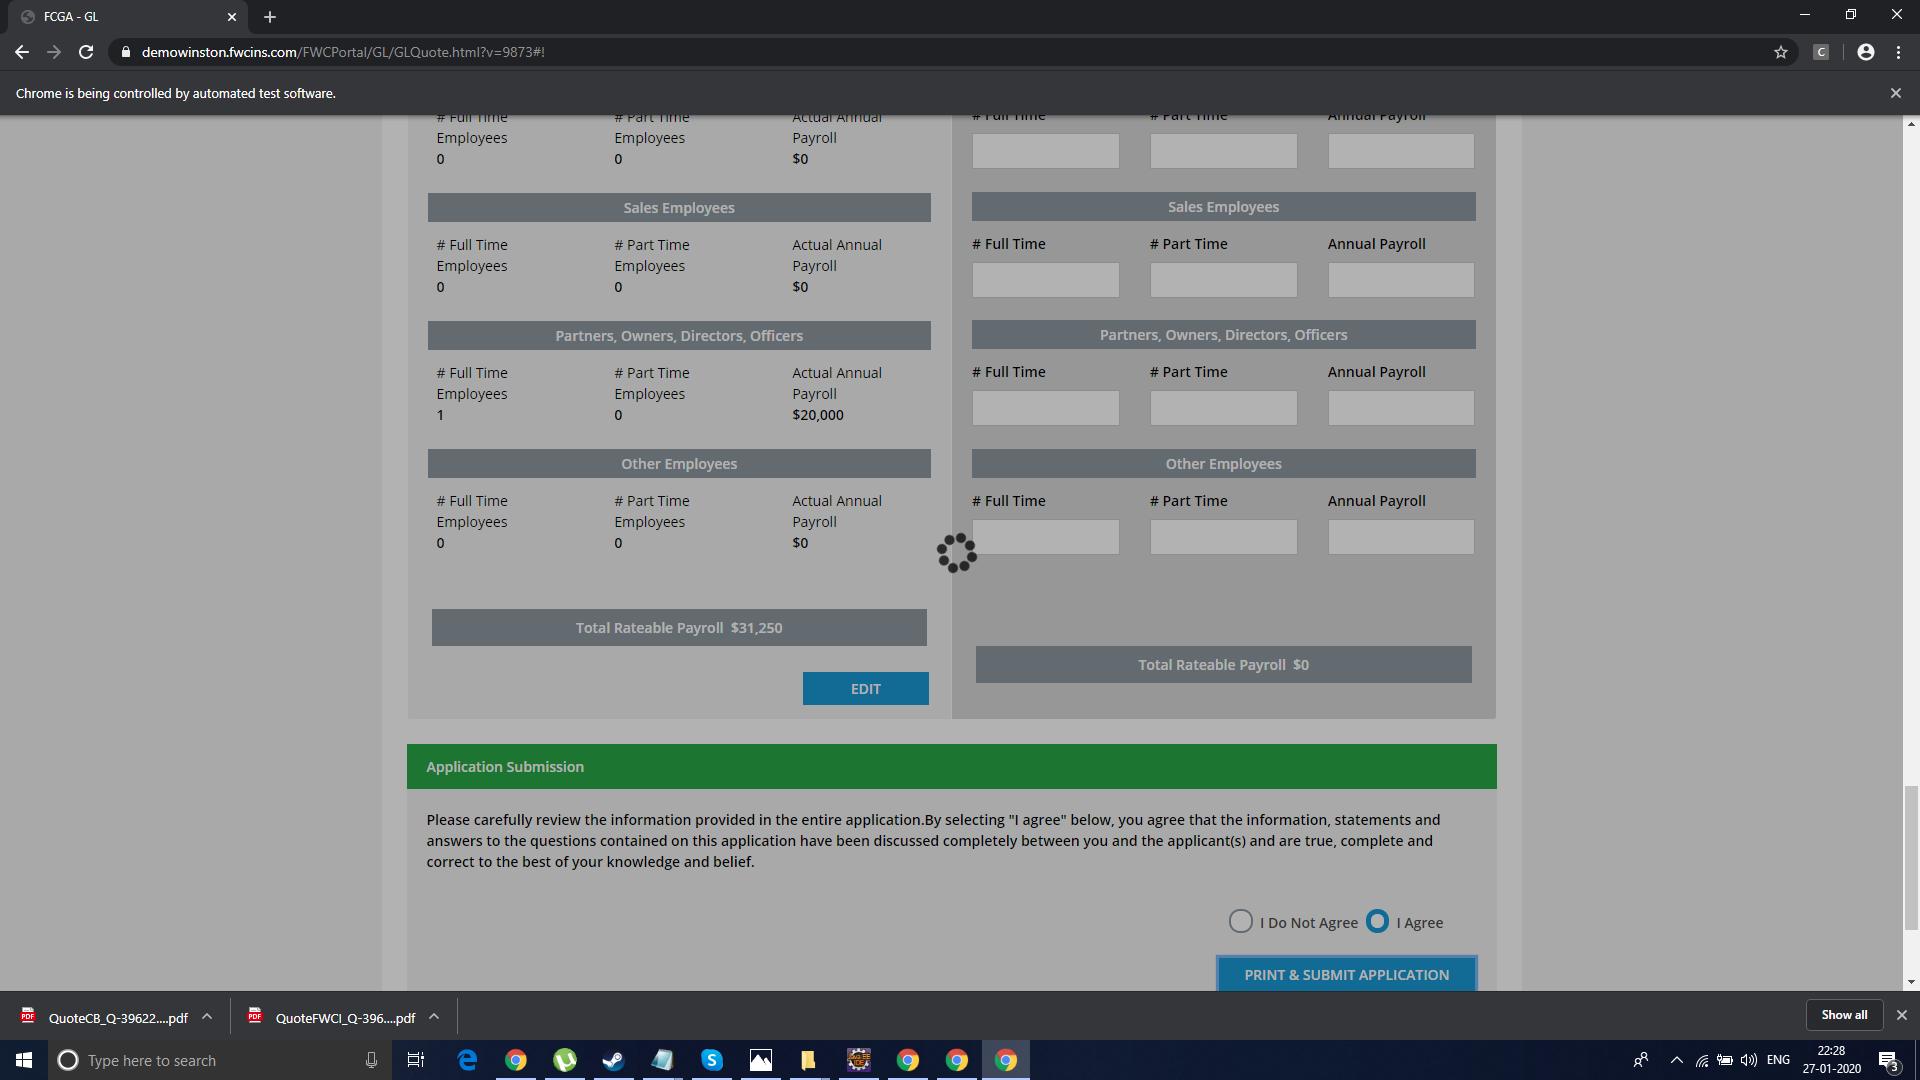 FCGA - GL
demowinston.fwcins.com/FWCPortal/GL/GLQuote.html?v=9873#!
C
Chrome is being controlled by automated test software.
# Full Time
Employees
0
# Part Time
Employees
0
Actual Annual
Payroll
$0
# Full Time # Part Time Annual Payroll
Sales Employees
# Full Time
Employees
0
# Part Time
Employees
0
Actual Annual
Payroll
$0
Sales Employees
# Full Time # Part Time Annual Payroll
Partners, Owners, Directors, Officers
# Full Time
Employees
1
# Part Time
Employees
0
Actual Annual
Payroll
$20,000
Partners, Owners, Directors, Officers
# Full Time # Part Time Annual Payroll
Other Employees
# Full Time
Employees
0
# Part Time
Employees
0
Actual Annual
Payroll
$0
Other Employees
# Full Time # Part Time Annual Payroll
Total Rateable Payroll $31,250
EDIT
Total Rateable Payroll $0
Application Submission
Please carefully review the information provided in the entire application.By selecting "I agree" below, you agree that the information, statements and
answers to the questions contained on this application have been discussed completely between you and the applicant(s) and are true, complete and
correct to the best of your knowledge and belief.
I Do Not Agree I Agree
PRINT & SUBMIT APPLICATION
PDF QuoteCB_Q-39622....pdf
PDF QuoteFWCI_Q-396....pdf
Show all
Type here to search
ENG
22:28
27-01-2020
3